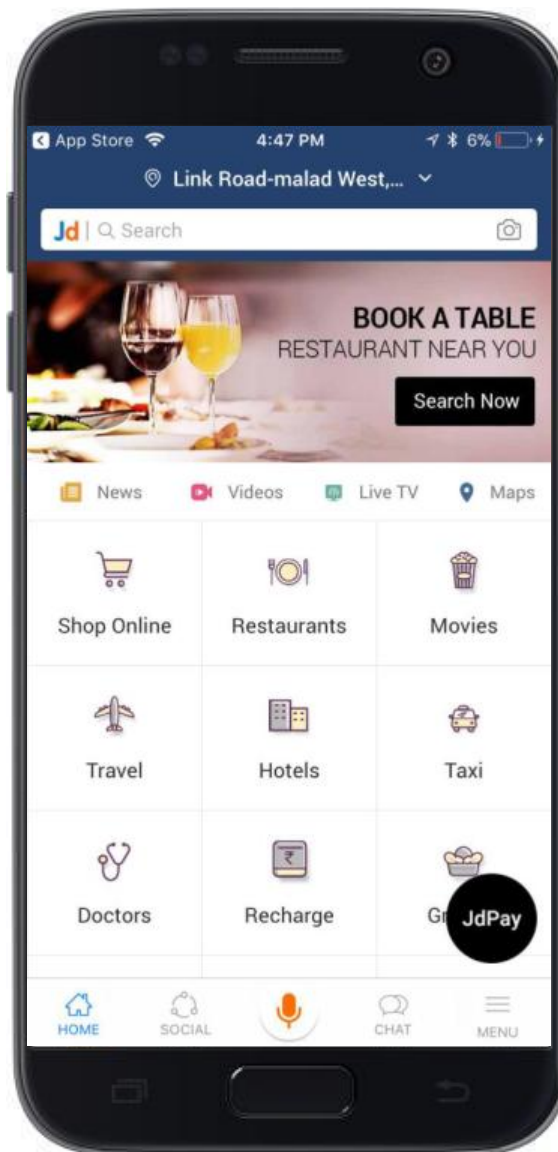 App Store 4:47 PM 6%
Link Road-malad West,...
Jd | Search
BOOK A TABLE
RESTAURANT NEAR YOU
Search Now
News Videos Live TV Maps
Shop Online Restaurants Movies
Travel Hotels Taxi
₹
Doctors Recharge Gr
JdPay
HOME SOCIAL CHAT MENU